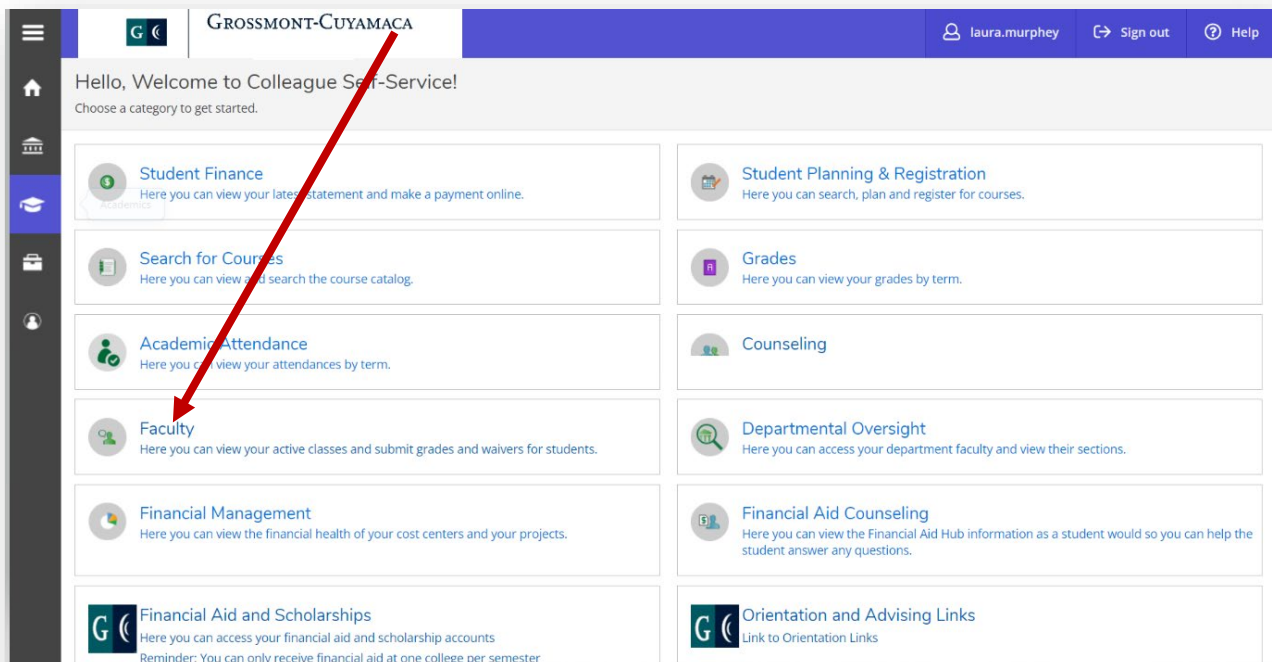 G C
GROSSMONT-CUYAMACA
laura.murphey
Sign out
Help
Hello, Welcome to Colleague Self-Service!
Choose a category to get started.
Student Finance
Here you can view your latest statement and make a payment online.
Academics
Student Planning & Registration
Here you can search, plan and register for courses.
Search for Courses
Here you can view and search the course catalog.
Grades
Here you can view your grades by term.
Academic Attendance
Here you can view your attendances by term.
Counseling
Faculty
Here you can view your active classes and submit grades and waivers for students.
Departmental Oversight
Here you can access your department faculty and view their sections.
Financial Management
Here you can view the financial health of your cost centers and your projects.
Financial Aid Counseling
Here you can view the Financial Aid Hub information as a student would so you can help the
student answer any questions.
G C
Financial Aid and Scholarships
Here you can access your financial aid and scholarship accounts
Reminder: You can only receive financial aid at one college per semester
G C
Orientation and Advising Links
Link to Orientation Links